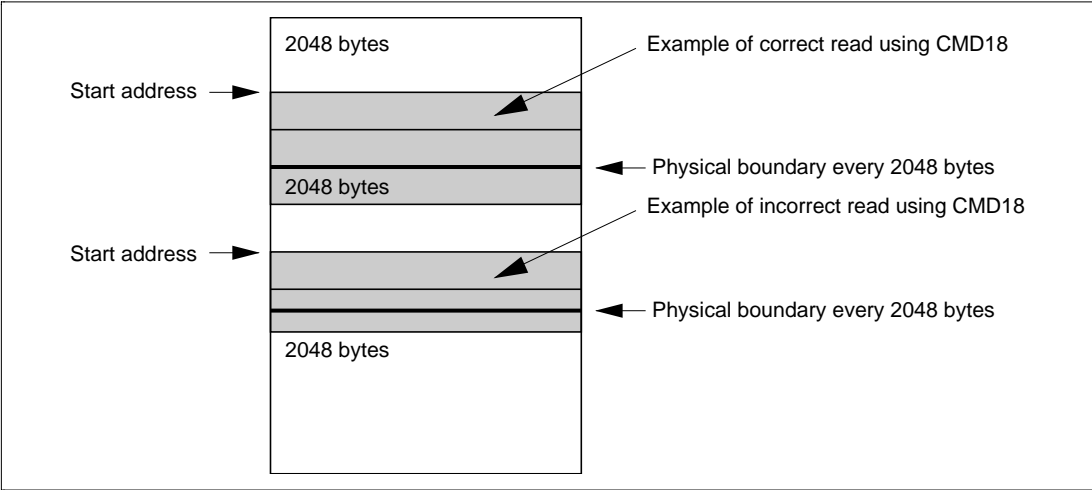 2048 bytes
Example of correct read using CMD18
Start address
Physical boundary every 2048 bytes
2048 bytes
Example of incorrect read using CMD18
Start address
Physical boundary every 2048 bytes
2048 bytes